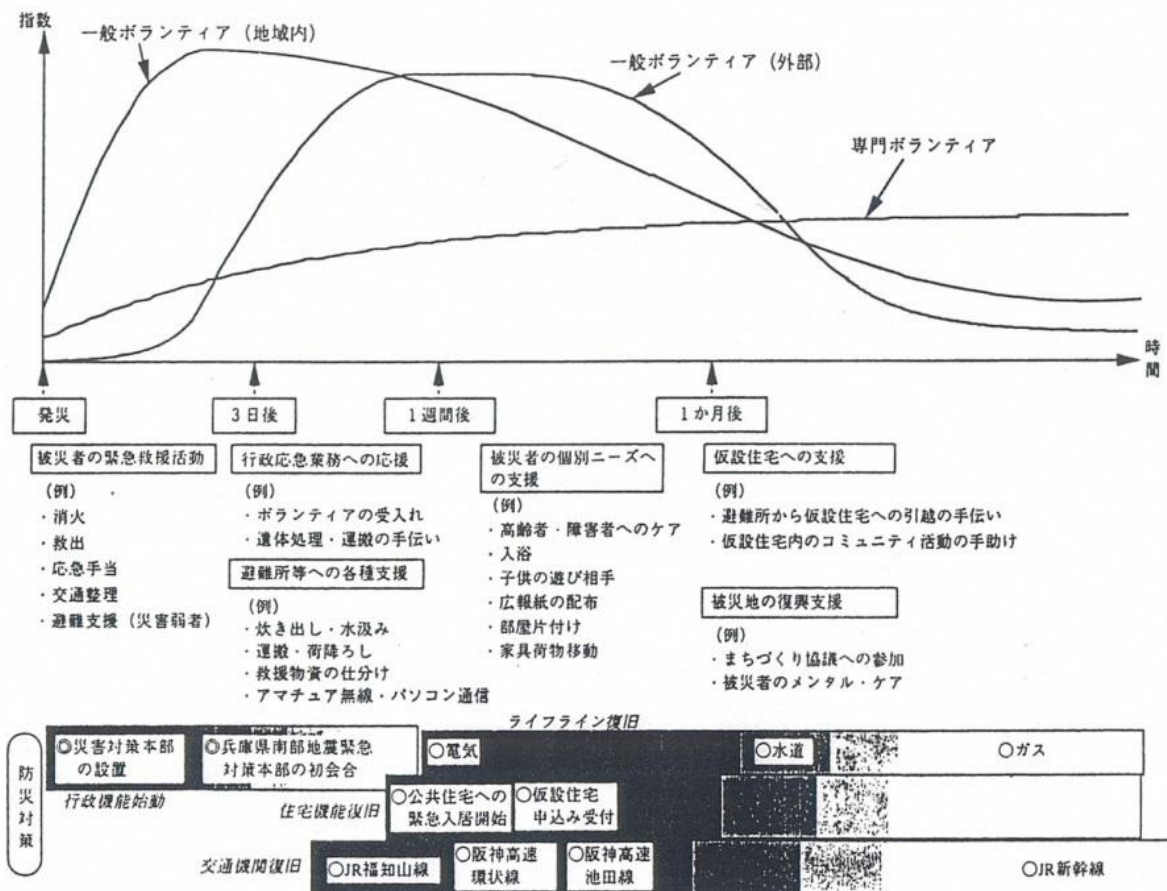 指数
一般ボランティア（地域内）
一般ボランティア（外部）
専門ボランティア
時間
発災
3日後
1週間後
1か月後
被災者の緊急救援活動
（例）
・消火
・救出
・応急手当
・交通整理
・避難支援（災害弱者）
行政応急業務への応援
（例）
・ボランティアの受入れ
・遺体処理・運搬の手伝い
避難所等への各種支援
（例）
・炊き出し・水汲み
・運搬・荷降ろし
・救援物資の仕分け
・アマチュア無線・パソコン通信
被災者の個別ニーズへ
の支援
（例）
・高齢者・障害者へのケア
・入浴
・子供の遊び相手
・広報紙の配布
・部屋片付け
・家具荷物移動
仮設住宅への支援
（例）
・避難所から仮設住宅への引越の手伝い
・仮設住宅内のコミュニティ活動の手助け
被災地の復興支援
（例）
・まちづくり協議への参加
・被災者のメンタル・ケア
防災対策
ライフライン復旧
◎災害対策本部
の設置
◎兵庫県南部地震緊急
対策本部の初会合
○電気
○水道
○ガス
行政機能始動
住宅機能復旧
○公共住宅への
緊急入居開始
○仮設住宅
申込み受付
交通機関復旧
○JR福知山線
○阪神高速
環状線
○阪神高速
池田線
○JR新幹線